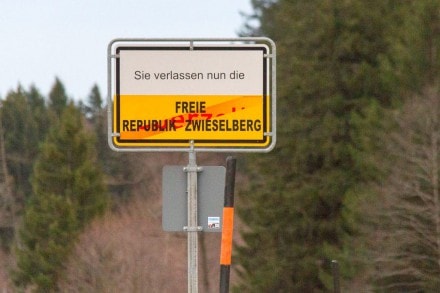 Sie verlassen nun die
FREIE
REPUBLIK ZWIESELBERG